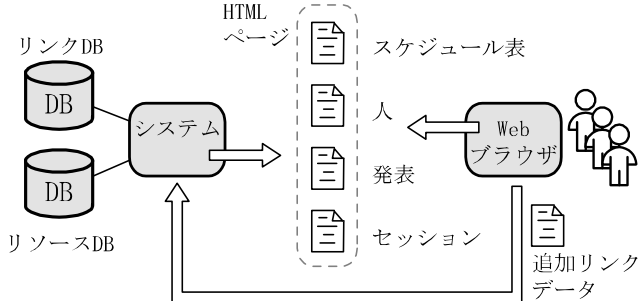 HTML
ページ
リンクDB
DB
システム
DB
リソースDB
スケジュール表
人
発表
セッション
Web
ブラウザ
追加リンク
データ